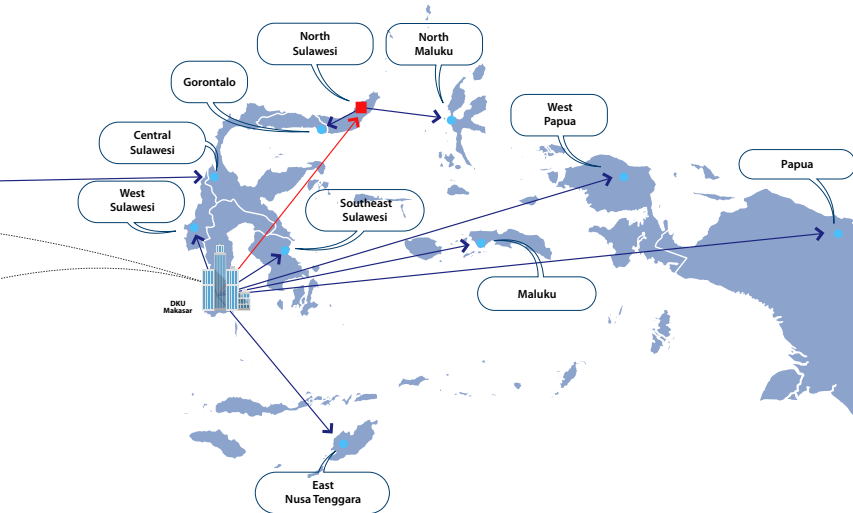 North
Sulawesi
North
Maluku
Gorontalo
Central
Sulawesi
West
Papua
Papua
West
Sulawesi
Southeast
Sulawesi
Maluku
DKU
Makasar
East
Nusa Tenggara